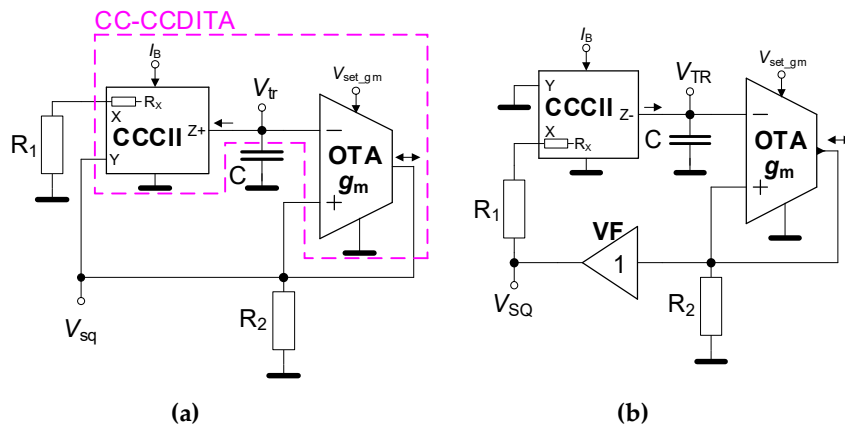 CC-CCDITA
I_B
V_tr
V_set_gm
R_X
X
CCCII
Z+
Y
R_1
C
−
OTA
g_m
+
V_sq
R_2
(a)
I_B
V_TR
V_set_gm
Y
CCCII
Z-
X
R_X
C
−
OTA
g_m
+
R_1
VF
1
V_SQ
R_2
(b)